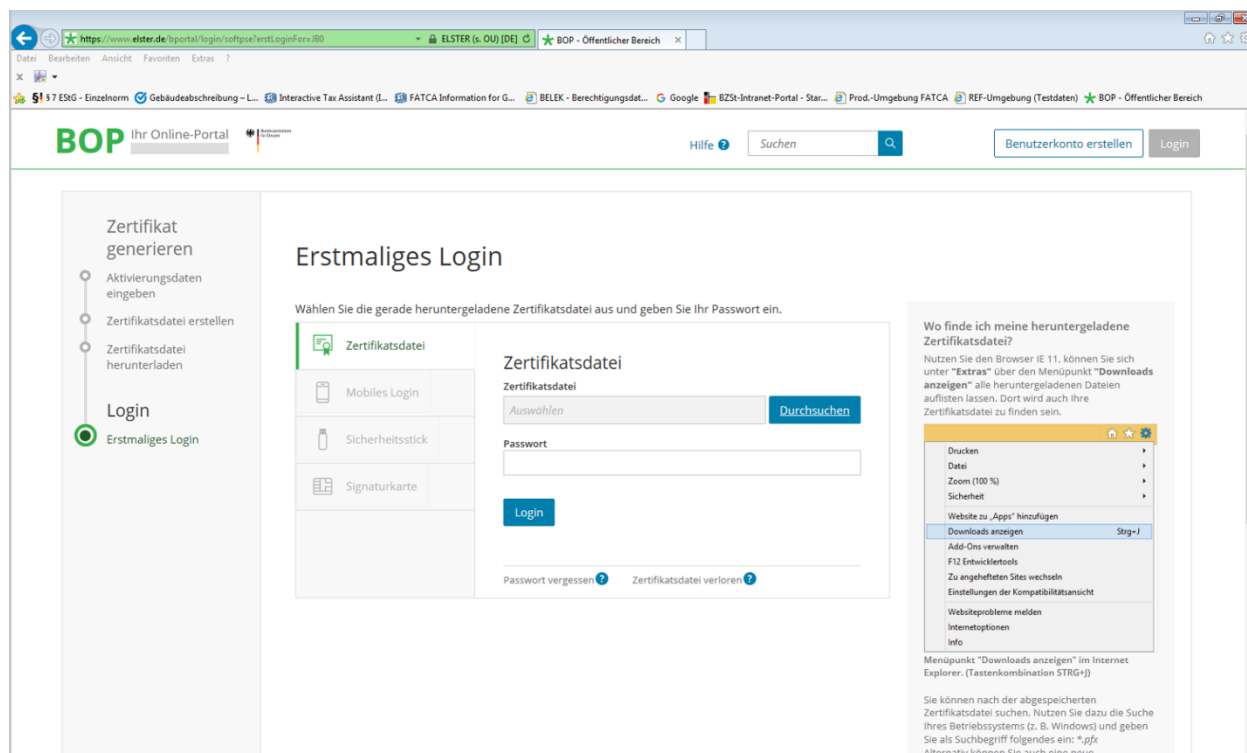 https://www.elster.de/bportal/login/softpse?erstLoginFor=JB0
ELSTER (s. OU) [DE]
BOP - Öffentlicher Bereich
Datei Bearbeiten Ansicht Favoriten Extras ?
x
§ 7 EStG - Einzelnorm
Gebäudeabschreibung – L...
Interactive Tax Assistant (I...
FATCA Information for G...
BELEK - Berechtigungsdat...
Google
BZSt-Intranet-Portal - Star...
Prod.-Umgebung FATCA
REF-Umgebung (Testdaten)
BOP - Öffentlicher Bereich
BOP Ihr Online-Portal
Hilfe ?
Suchen
Benutzerkonto erstellen
Login
Zertifikat
generieren
Aktivierungsdaten
eingeben
Zertifikatsdatei erstellen
Zertifikatsdatei
herunterladen
Login
Erstmaliges Login
Erstmaliges Login
Wählen Sie die gerade heruntergeladene Zertifikatsdatei aus und geben Sie Ihr Passwort ein.
Zertifikatsdatei
Mobiles Login
Sicherheitsstick
Signaturkarte
Zertifikatsdatei
Zertifikatsdatei
Auswählen
Durchsuchen
Passwort
Login
Passwort vergessen ?
Zertifikatsdatei verloren ?
Wo finde ich meine heruntergeladene
Zertifikatsdatei?
Nutzen Sie den Browser IE 11, können Sie sich
unter "Extras" über den Menüpunkt "Downloads
anzeigen" alle heruntergeladenen Dateien
auflisten lassen. Dort wird auch Ihre
Zertifikatsdatei zu finden sein.
Drucken
Datei
Zoom (100 %)
Sicherheit
Website zu „Apps" hinzufügen
Downloads anzeigen Strg+J
Add-Ons verwalten
F12 Entwicklertools
Zu angehefteten Sites wechseln
Einstellungen der Kompatibilitätsansicht
Websiteprobleme melden
Internetoptionen
Info
Menüpunkt "Downloads anzeigen" im Internet
Explorer. (Tastenkombination STRG+J)
Sie können nach der abgespeicherten
Zertifikatsdatei suchen. Nutzen Sie dazu die Suche
Ihres Betriebssystems (z. B. Windows) und geben
Sie als Suchbegriff folgendes ein: *.pfx
Alternativ können Sie auch eine neue